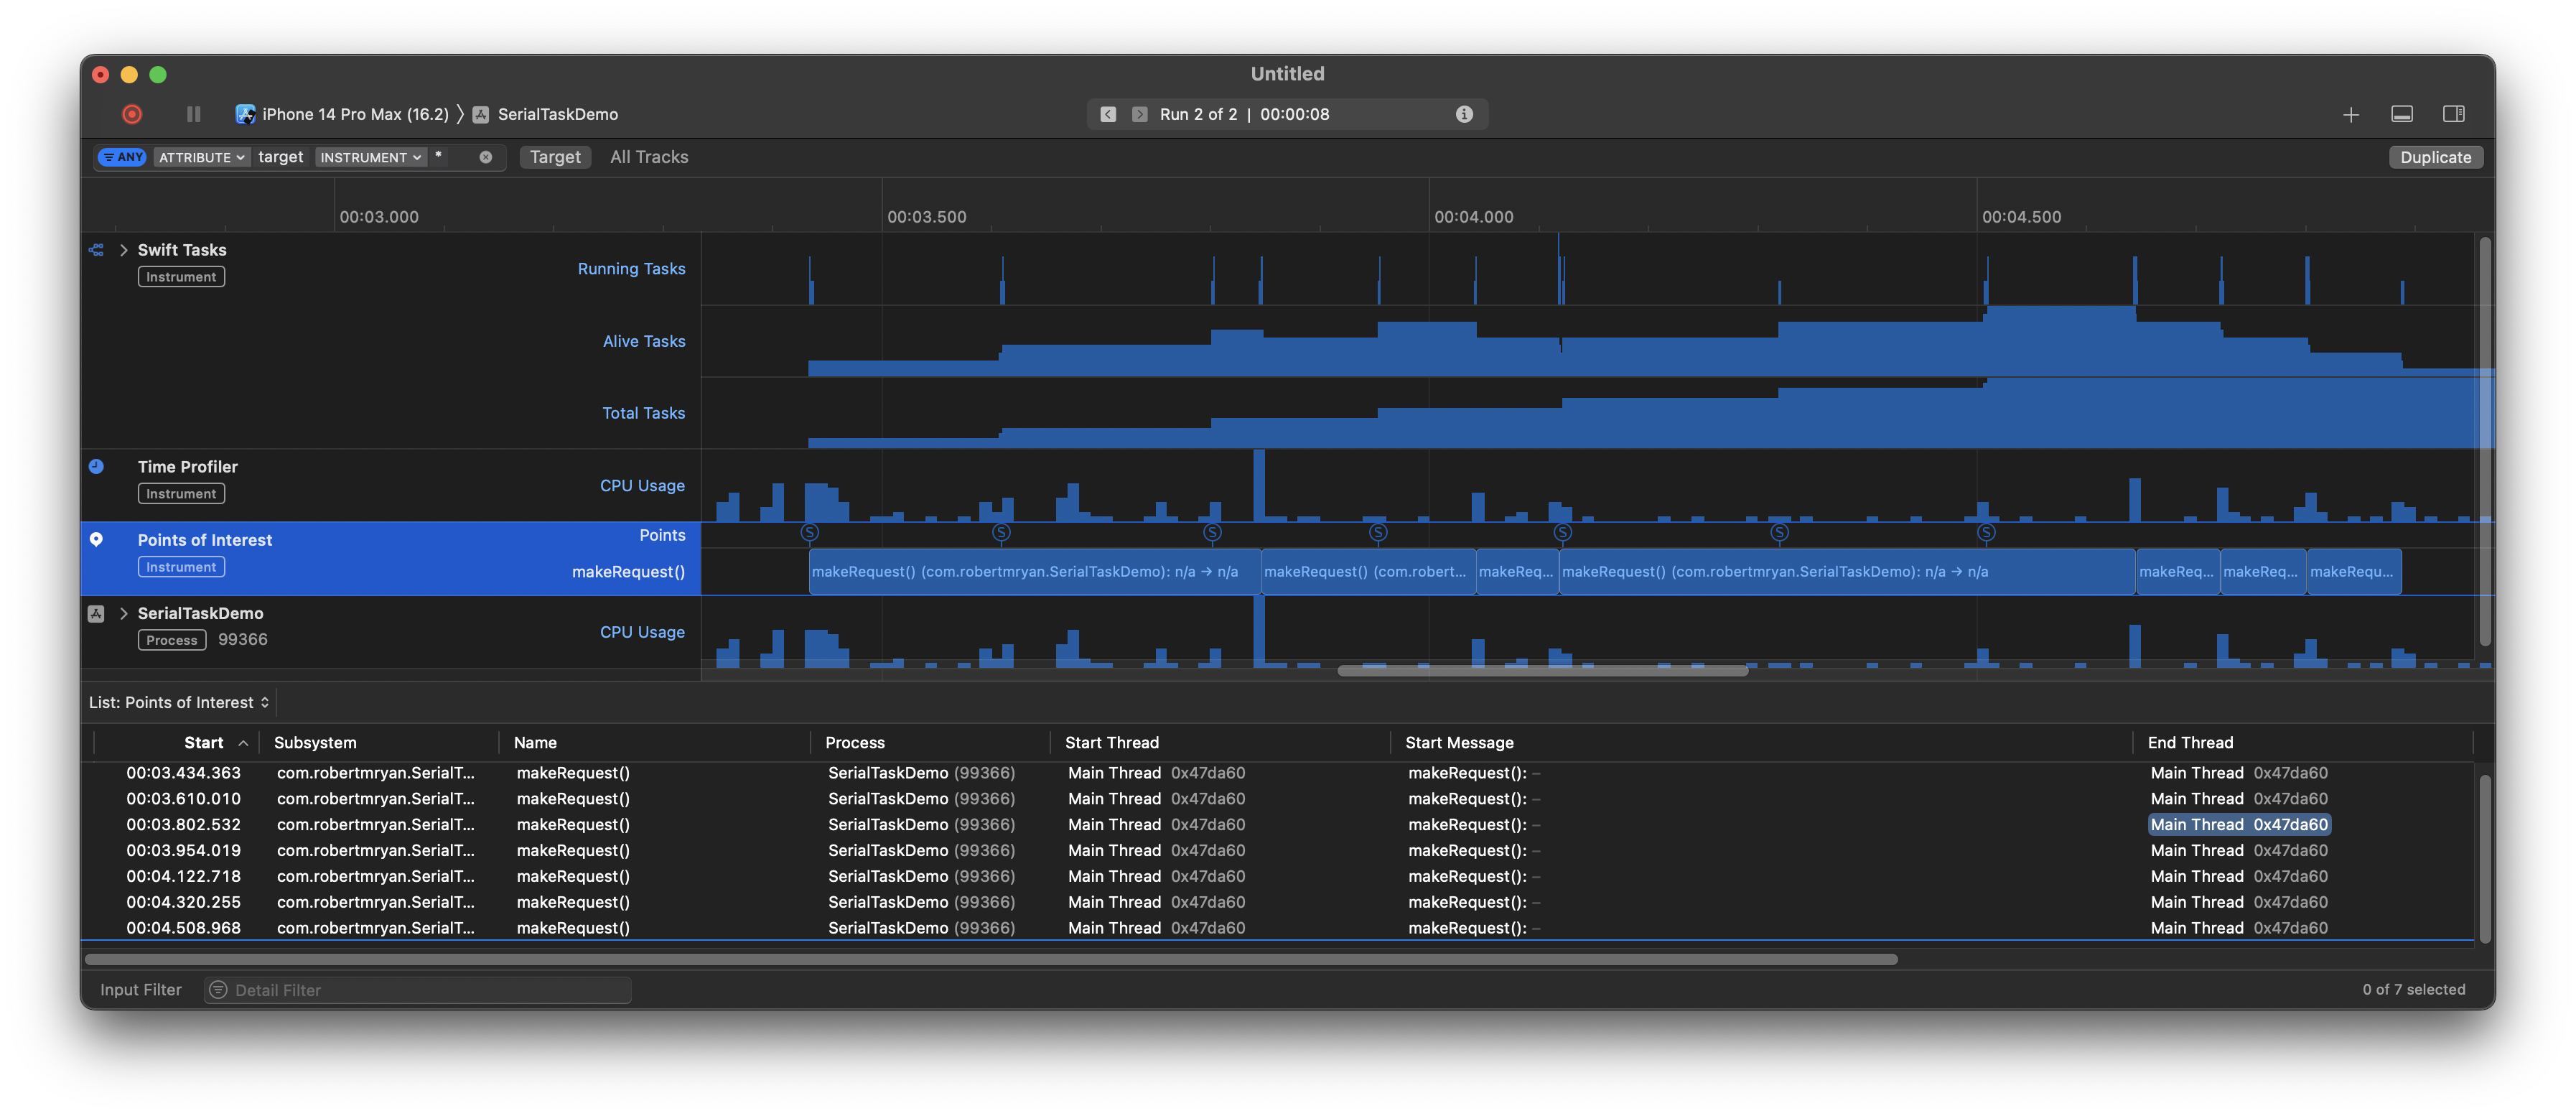 Untitled
iPhone 14 Pro Max (16.2) 〉 SerialTaskDemo
Run 2 of 2 | 00:00:08
ANY ATTRIBUTE target INSTRUMENT * Target All Tracks Duplicate
00:03.000 00:03.500 00:04.000 00:04.500
Swift Tasks
Instrument
Running Tasks
Alive Tasks
Total Tasks
Time Profiler
Instrument
CPU Usage
Points of Interest
Instrument
Points
S S S S S S S S
makeRequest()
makeRequest() (com.robertmryan.SerialTaskDemo): n/a → n/a makeRequest() (com.robert... makeReq... makeRequest() (com.robertmryan.SerialTaskDemo): n/a → n/a makeReq... makeReq... makeRequ...
SerialTaskDemo
Process 99366
CPU Usage
List: Points of Interest
Start Subsystem Name Process Start Thread Start Message End Thread
00:03.434.363 com.robertmryan.SerialT... makeRequest() SerialTaskDemo (99366) Main Thread 0x47da60 makeRequest(): – Main Thread 0x47da60
00:03.610.010 com.robertmryan.SerialT... makeRequest() SerialTaskDemo (99366) Main Thread 0x47da60 makeRequest(): – Main Thread 0x47da60
00:03.802.532 com.robertmryan.SerialT... makeRequest() SerialTaskDemo (99366) Main Thread 0x47da60 makeRequest(): – Main Thread 0x47da60
00:03.954.019 com.robertmryan.SerialT... makeRequest() SerialTaskDemo (99366) Main Thread 0x47da60 makeRequest(): – Main Thread 0x47da60
00:04.122.718 com.robertmryan.SerialT... makeRequest() SerialTaskDemo (99366) Main Thread 0x47da60 makeRequest(): – Main Thread 0x47da60
00:04.320.255 com.robertmryan.SerialT... makeRequest() SerialTaskDemo (99366) Main Thread 0x47da60 makeRequest(): – Main Thread 0x47da60
00:04.508.968 com.robertmryan.SerialT... makeRequest() SerialTaskDemo (99366) Main Thread 0x47da60 makeRequest(): – Main Thread 0x47da60
Input Filter Detail Filter 0 of 7 selected